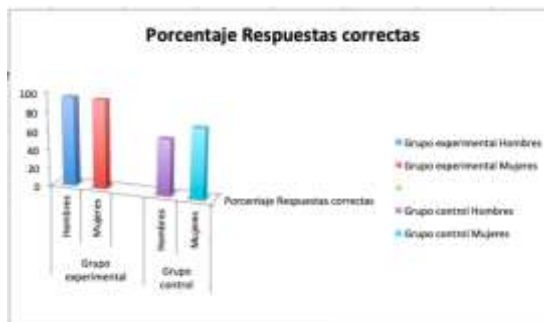 Porcentaje Respuestas correctas
100
80
60
40
20
0
Hombres
Mujeres
Hombres
Mujeres
Grupo
experimental
Grupo
control
Porcentaje Respuestas correctas
Grupo experimental Hombres
Grupo experimental Mujeres
Grupo control Hombres
Grupo control Mujeres